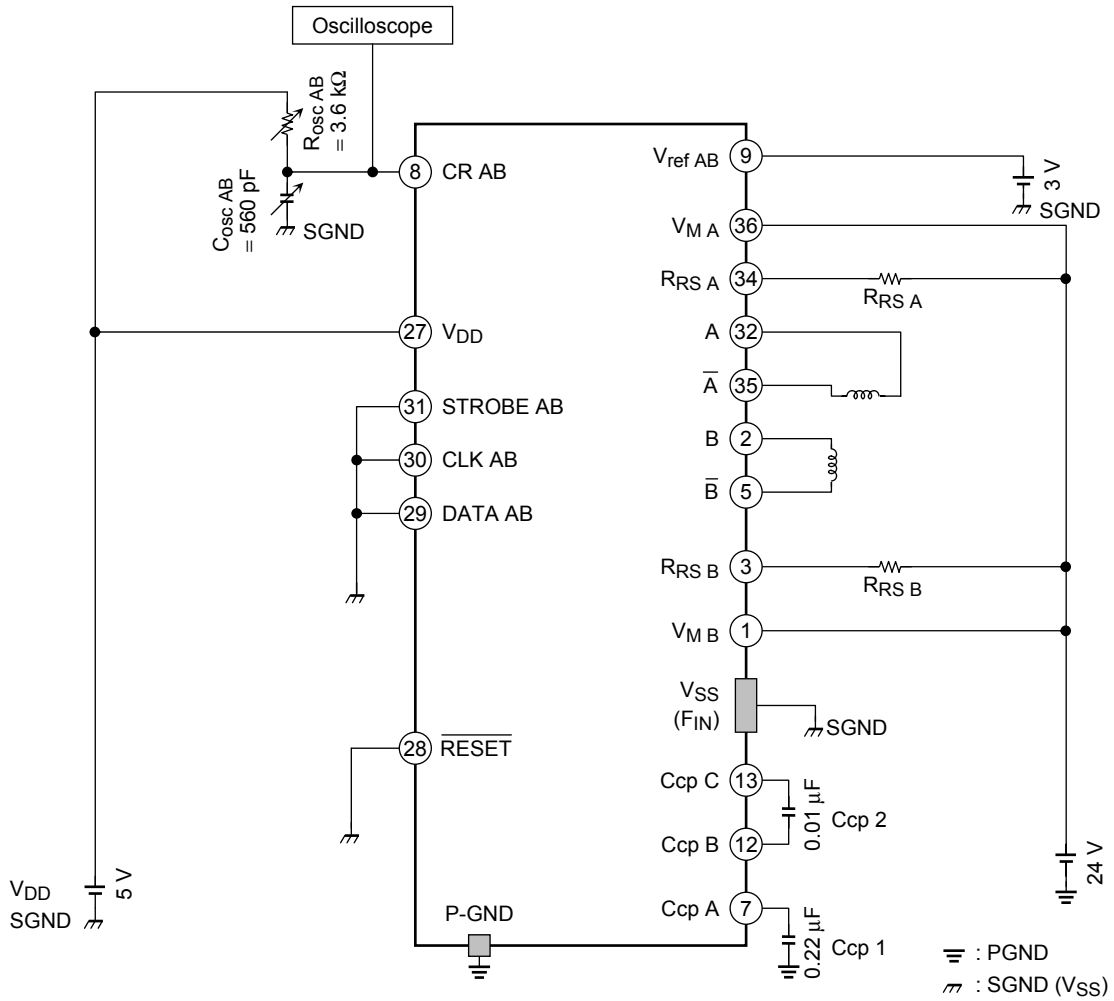 Oscilloscope
Rosc AB
= 3.6 kΩ
Cosc AB
= 560 pF
SGND
8 CR AB
Vref AB 9
3 V
SGND
VM A 36
RRS A 34
RRS A
27 VDD
A 32
A̅ 35
31 STROBE AB
30 CLK AB
29 DATA AB
B 2
B̅ 5
RRS B 3
RRS B
VM B 1
VSS
(FIN)
SGND
28 R̅E̅S̅E̅T̅
Ccp C 13
0.01 μF
Ccp 2
Ccp B 12
24 V
VDD
5 V
SGND
P-GND
Ccp A 7
0.22 μF
Ccp 1
: PGND
: SGND (VSS)